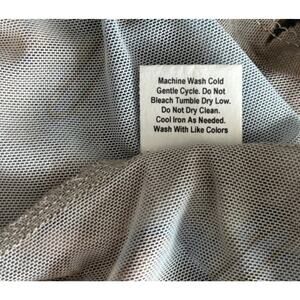 Machine Wash Cold
Gentle Cycle. Do Not
Bleach Tumble Dry Low.
Do Not Dry Clean.
Cool Iron As Needed.
Wash With Like Colors